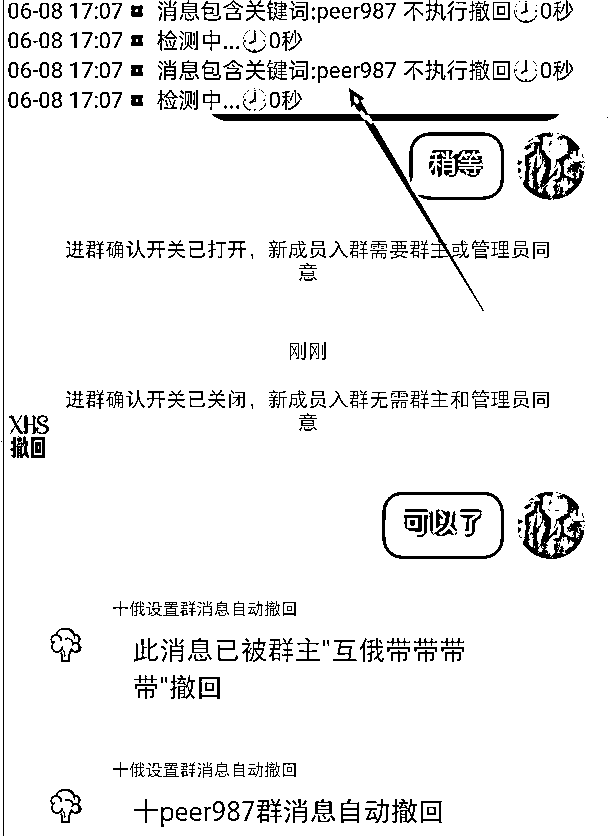 06-08 17:07 消息包含关键词:peer987 不执行撤回🕗0秒
06-08 17:07 检测中...🕗0秒
06-08 17:07 消息包含关键词:peer987 不执行撤回🕗0秒
06-08 17:07 检测中...🕗0秒
稍等
进群确认开关已打开，新成员入群需要群主或管理员同
意
刚刚
进群确认开关已关闭，新成员入群无需群主和管理员同
意
XHS
撤回
可以了
十俄设置群消息自动撤回
此消息已被群主"互俄带带带
带"撤回
十俄设置群消息自动撤回
十peer987群消息自动撤回